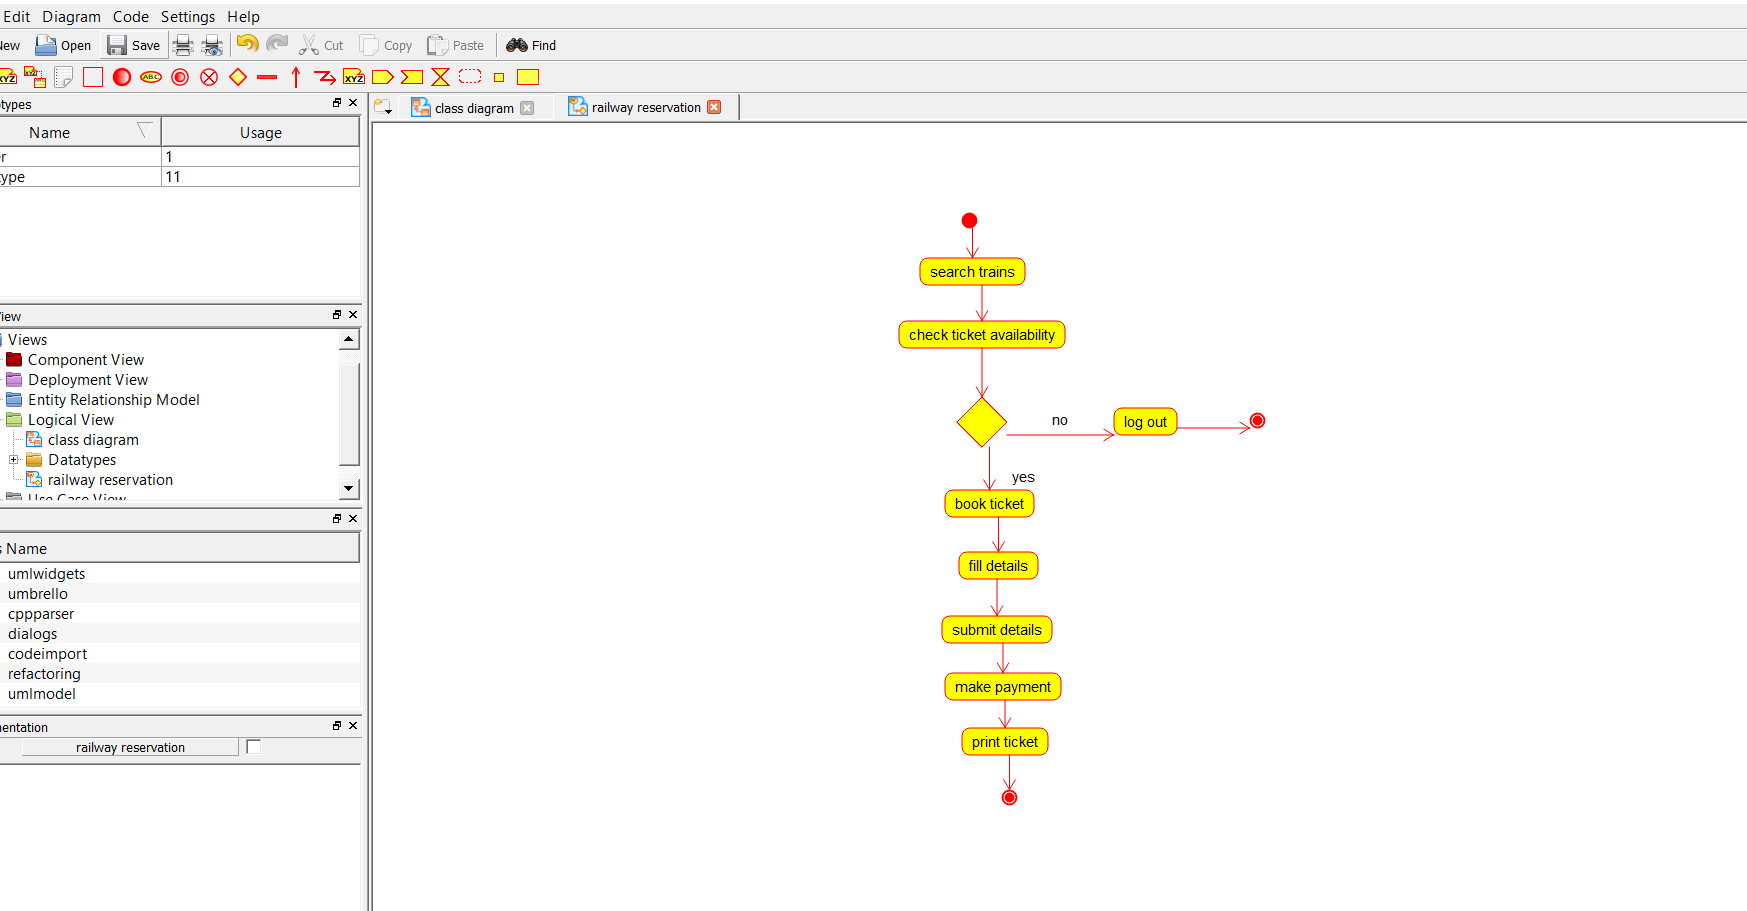 Edit Diagram Code Settings Help
New Open Save Cut Copy Paste Find
XYZ XYZ ABC XYZ
types
class diagram railway reservation
Name Usage
r 1
type 11
iew
Views
Component View
Deployment View
Entity Relationship Model
Logical View
class diagram
Datatypes
railway reservation
Use Case View
s Name
umlwidgets
umbrello
cppparser
dialogs
codeimport
refactoring
umlmodel
entation
railway reservation
search trains
check ticket availability
no
log out
yes
book ticket
fill details
submit details
make payment
print ticket